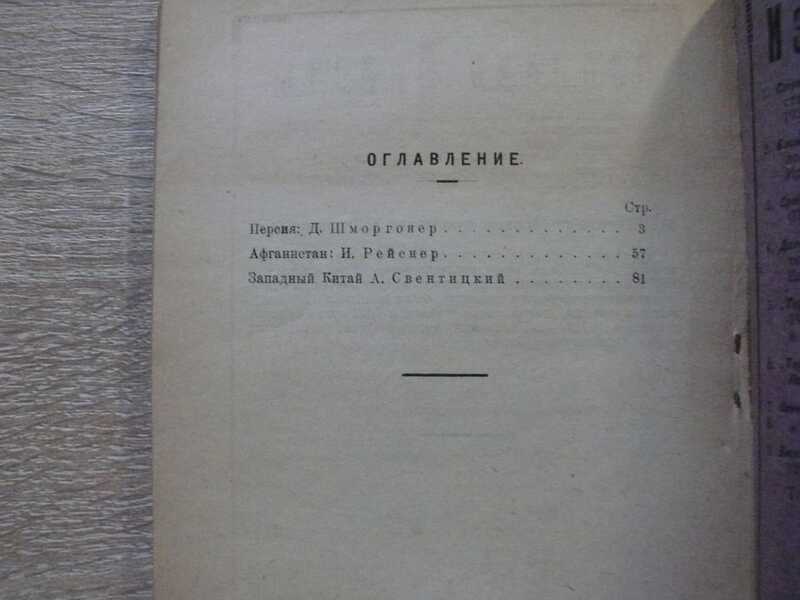 ОГЛАВЛЕНИЕ.
Стр.
Персия: Д. Шморгонер . . . . . . . . . . . . . 3
Афганистан: И. Рейснер . . . . . . . . . . . . . 57
Западный Китай А. Свентицкий . . . . . . . . 81